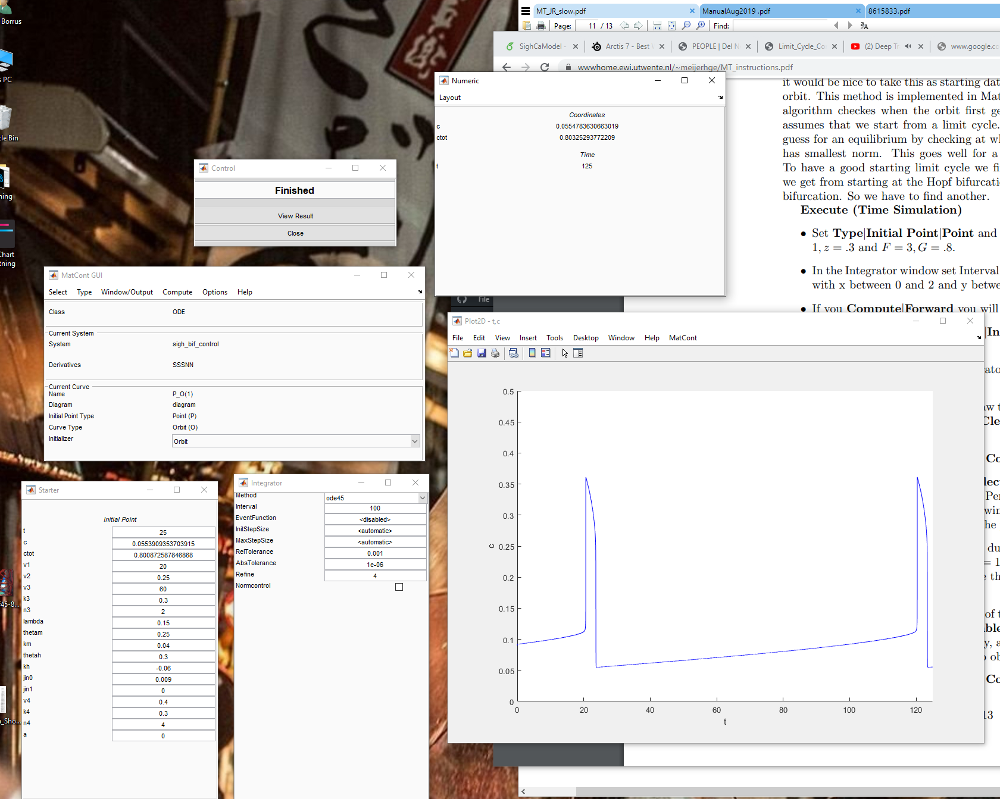 Borrus
PC
cle Bin
ning
Chart
tning
f45-8...
_Sho...
MT_JR_slow.pdf
ManualAug2019 .pdf
8615833.pdf
Page: 11 / 13
Find:
SighCaModel -
Arctis 7 - Best
PEOPLE | Del N
Limit_Cycle_Co
(2) Deep Tr
www.google.co
wwwhome.ewi.utwente.nl/~meijerhge/MT_instructions.pdf
it would be nice to take this as starting dat
orbit. This method is implemented in Mat
algorithm checkes when the orbit first ge
assumes that we start from a limit cycle.
guess for an equilibrium by checking at wh
has smallest norm. This goes well for a
To have a good starting limit cycle we fi
we get from starting at the Hopf bifurcati
bifurcation. So we have to find another.
Execute (Time Simulation)
• Set Type|Initial Point|Point and
1, z = .3 and F = 3, G = .8.
• In the Integrator window set Interval
with x between 0 and 2 and y betwe
• If you Compute|Forward you will
|In
rato
aw t
Cle
Co
lect
Per
win
he
du
= 1
e th
of t
ble
y, a
o ob
Co
13
File
Numeric
Layout
Coordinates
c 0.0554783630663019
ctot 0.80325293772209
Time
t 125
Control
Finished
View Result
Close
MatCont GUI
Select Type Window/Output Compute Options Help
Class ODE
Current System
System sigh_bif_control
Derivatives SSSNN
Current Curve
Name P_O(1)
Diagram diagram
Initial Point Type Point (P)
Curve Type Orbit (O)
Initializer Orbit
Starter
Initial Point
t 25
c 0.0553909353703915
ctot 0.800872587846868
v1 20
v2 0.25
v3 60
k3 0.3
n3 2
lambda 0.15
thetam 0.25
km 0.04
thetah 0.3
kh -0.06
jin0 0.009
jin1 0
v4 0.4
k4 0.3
n4 4
a 0
Integrator
Method ode45
Interval 100
EventFunction <disabled>
InitStepSize <automatic>
MaxStepSize <automatic>
RelTolerance 0.001
AbsTolerance 1e-06
Refine 4
Normcontrol
Plot2D - t,c
File Edit View Insert Tools Desktop Window Help MatCont
0.5
0.45
0.4
0.35
0.3
0.25
0.2
0.15
0.1
0.05
0
c
0 20 40 60 80 100 120
t